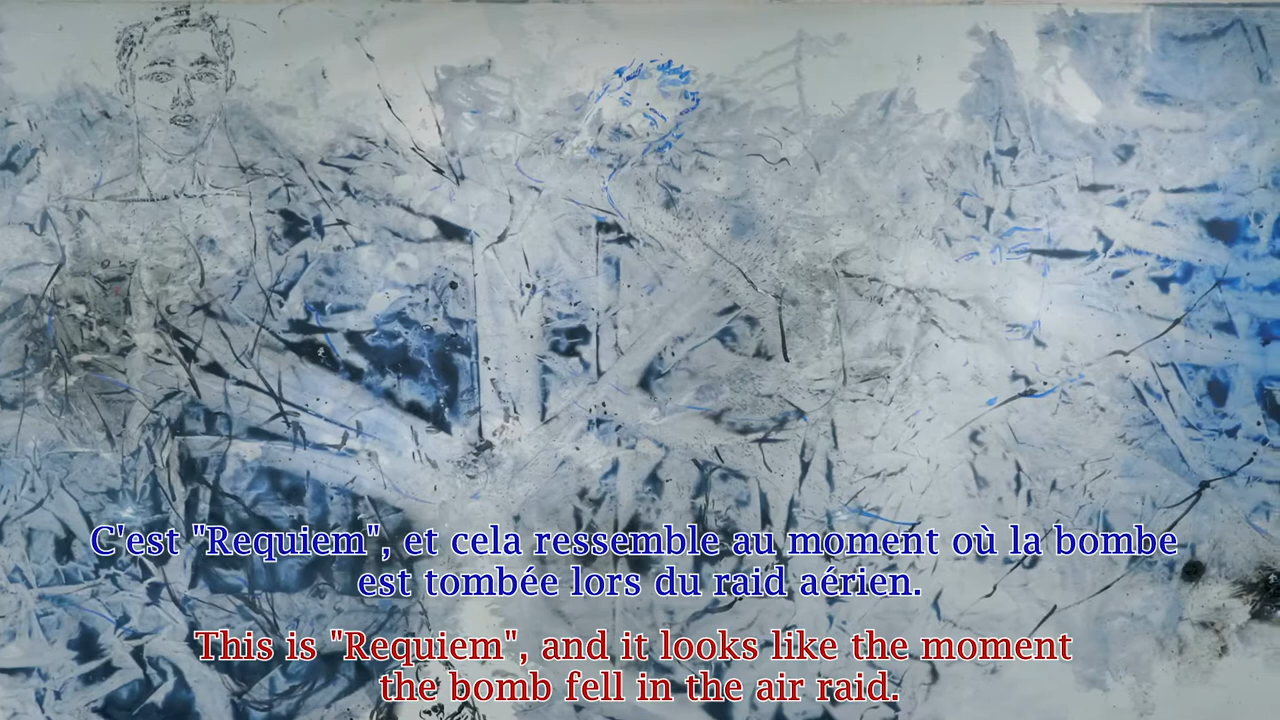 C'est "Requiem", et cela ressemble au moment où la bombe
est tombée lors du raid aérien.
This is "Requiem", and it looks like the moment
the bomb fell in the air raid.